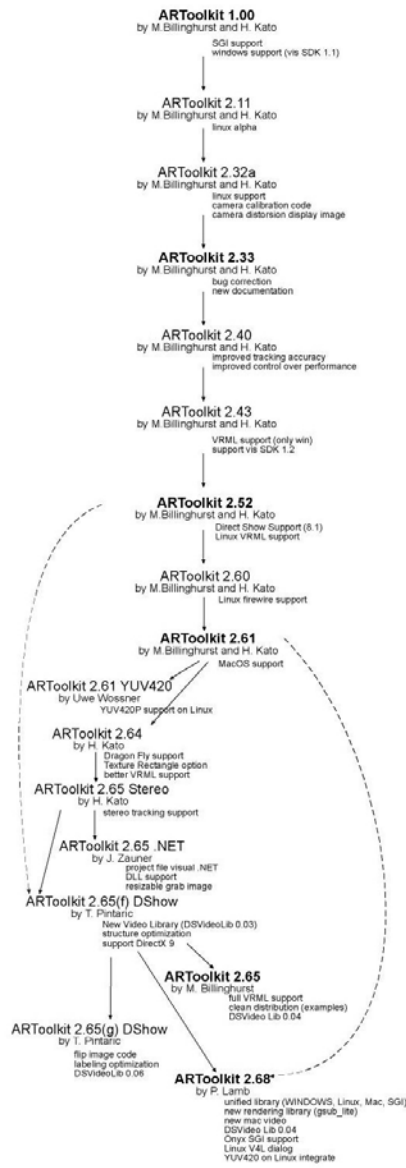 ARToolkit 1.00
by M.Billinghurst and H. Kato
SGI support
windows support (vis SDK 1.1)
ARToolkit 2.11
by M.Billinghurst and H. Kato
linux alpha
ARToolkit 2.32a
by M.Billinghurst and H. Kato
linux support
camera calibration code
camera distorsion display image
ARToolkit 2.33
by M.Billinghurst and H. Kato
bug correction
new documentation
ARToolkit 2.40
by M.Billinghurst and H. Kato
improved tracking accuracy
improved control over performance
ARToolkit 2.43
by M.Billinghurst and H. Kato
VRML support (only win)
support vis SDK 1.2
ARToolkit 2.52
by M.Billinghurst and H. Kato
Direct Show Support (8.1)
Linux VRML support
ARToolkit 2.60
by M.Billinghurst and H. Kato
Linux firewire support
ARToolkit 2.61
by M.Billinghurst and H. Kato
MacOS support
ARToolkit 2.61 YUV420
by Uwe Wossner
YUV420P support on Linux
ARToolkit 2.64
by H. Kato
Dragon Fly support
Texture Rectangle option
better VRML support
ARToolkit 2.65 Stereo
by H. Kato
stereo tracking support
ARToolkit 2.65 .NET
by J. Zauner
project file visual .NET
DLL support
resizable grab image
ARToolkit 2.65(f) DShow
by T. Pintaric
New Video Library (DSVideoLib 0.03)
structure optimization
support DirectX 9
ARToolkit 2.65
by M. Billinghurst
full VRML support
clean distribution (examples)
DSVideo Lib 0.04
ARToolkit 2.65(g) DShow
by T. Pintaric
flip image code
labeling optimization
DSVideoLib 0.06
ARToolkit 2.68*
by P. Lamb
unified library (WINDOWS, Linux, Mac, SGI)
new rendering library (gsub_lite)
new mac video
DSVideo Lib 0.04
Onyx SGI support
Linux V4L dialog
YUV420 on Linux integrate